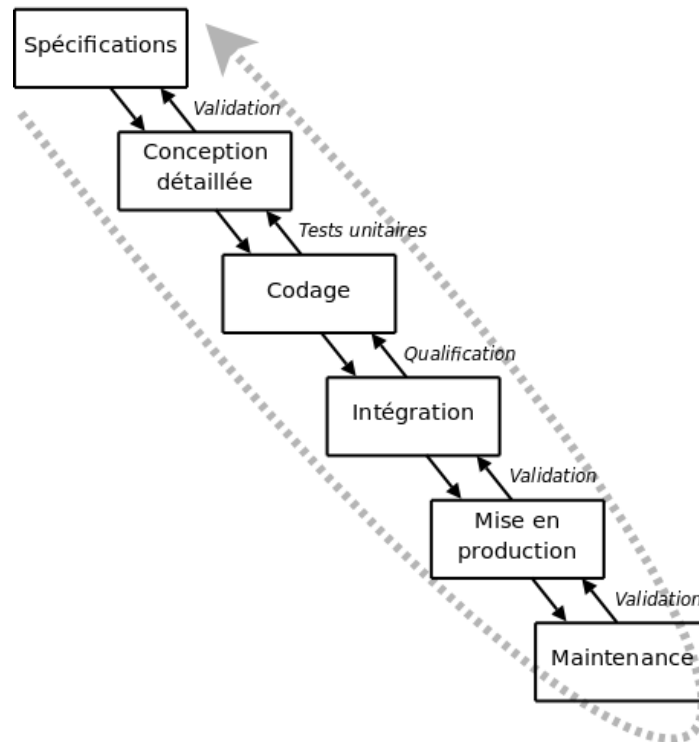 Spécifications
Validation
Conception
détaillée
Tests unitaires
Codage
Qualification
Intégration
Validation
Mise en
production
Validation
Maintenance